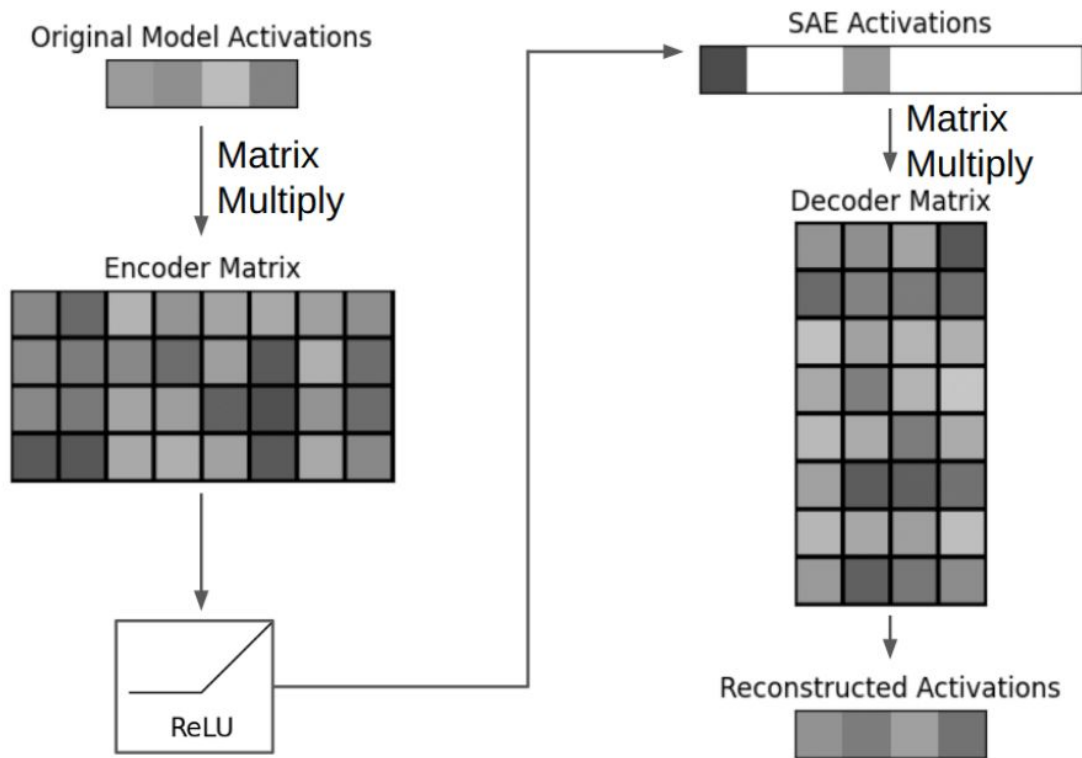 Original Model Activations
Matrix
Multiply
Encoder Matrix
ReLU
SAE Activations
Matrix
Multiply
Decoder Matrix
Reconstructed Activations